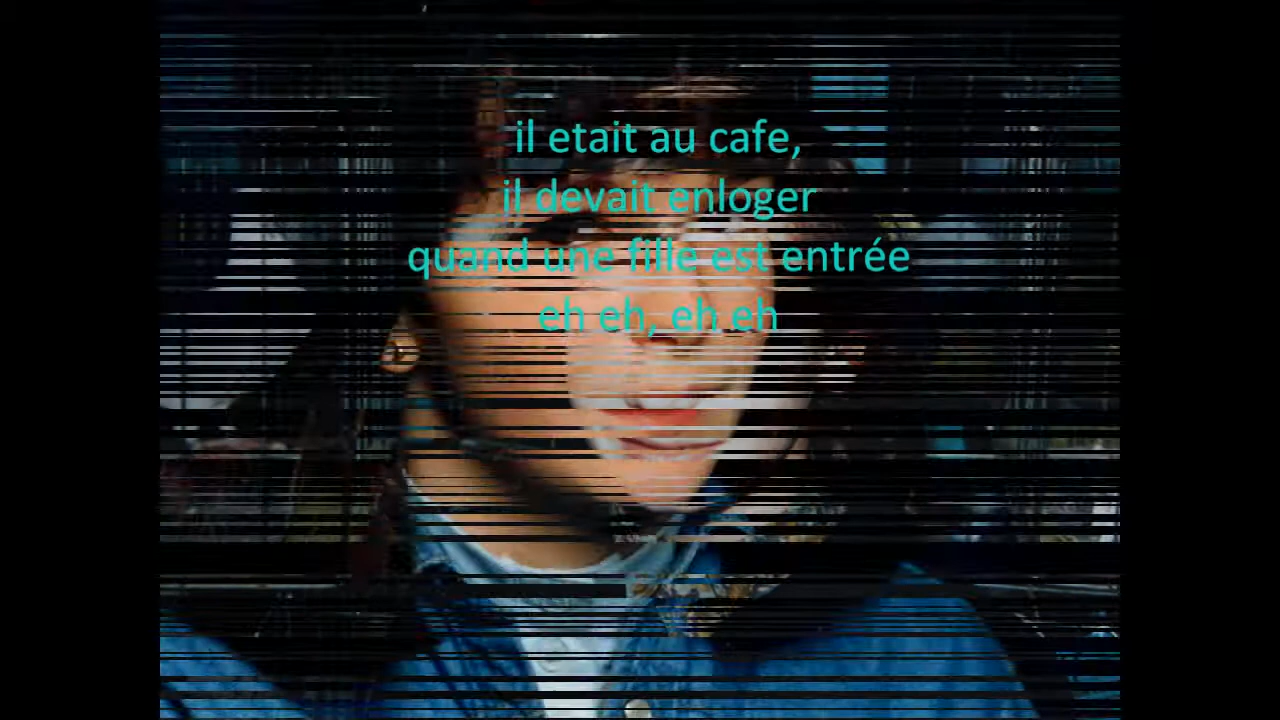 il etait au cafe,
il devait enloger
quand une fille est entrée
eh eh, eh eh